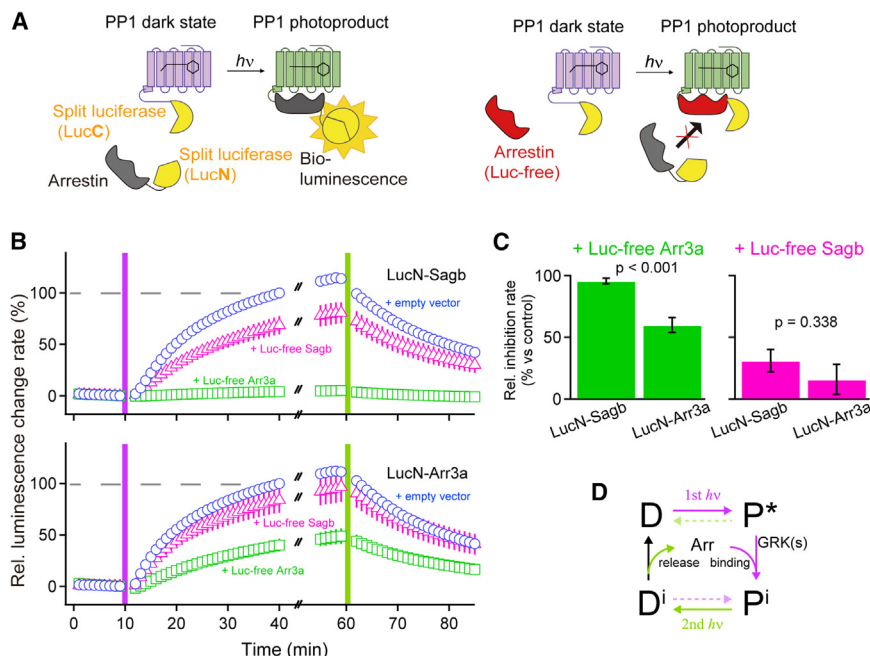 A
PP1 dark state
PP1 photoproduct
hν
Split luciferase
(LucC)
Arrestin
Split luciferase
(LucN)
Bio-
luminescence
PP1 dark state
PP1 photoproduct
hν
Arrestin
(Luc-free)
B
Rel. luminescence change rate (%)
100
50
0
LucN-Sagb
+ empty vector
+ Luc-free Sagb
+ Luc-free Arr3a
100
50
0
LucN-Arr3a
+ empty vector
+ Luc-free Sagb
+ Luc-free Arr3a
0
10
20
30
40
60
70
80
Time (min)
C
+ Luc-free Arr3a
+ Luc-free Sagb
Rel. inhibition rate
(% vs control)
100
50
0
p < 0.001
p = 0.338
LucN-Sagb
LucN-Arr3a
LucN-Sagb
LucN-Arr3a
D
1st hν
D
P*
Arr
GRK(s)
release
binding
Di
Pi
2nd hν